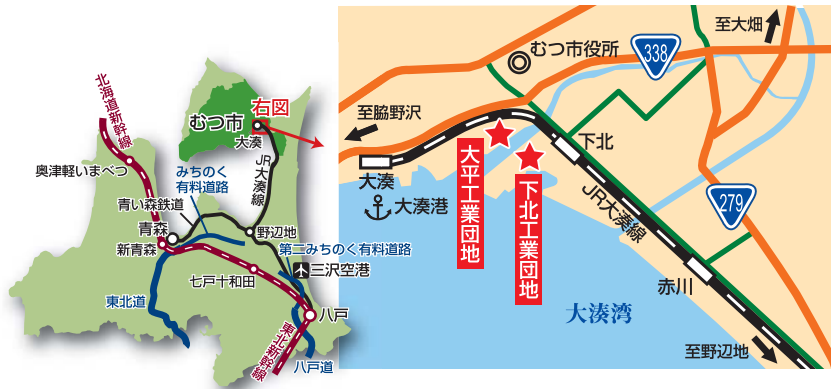 北海道新幹線
むつ市
右図
大湊
奥津軽いまべつ
みちのく
有料道路
JR大湊線
青い森鉄道
青森
新青森
野辺地
第二みちのく有料道路
三沢空港
七戸十和田
東北道
八戸
東北新幹線
八戸道
至大畑
むつ市役所
338
至脇野沢
下北
大湊
大湊港
大平工業団地
下北工業団地
JR大湊線
279
赤川
大湊湾
至野辺地